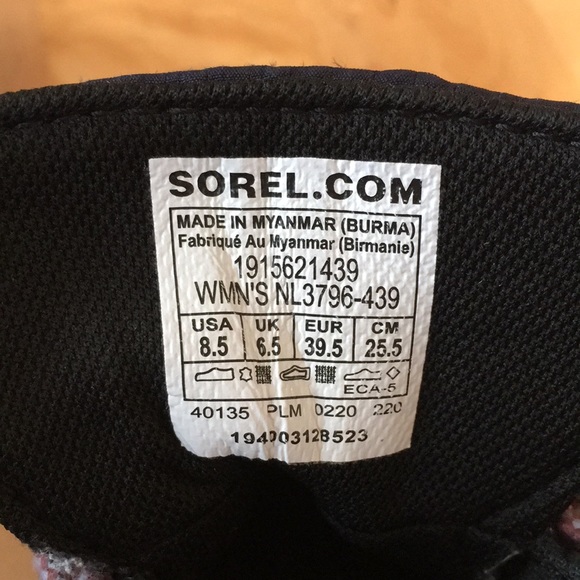 SOREL.COM
MADE IN MYANMAR (BURMA)
Fabriqué Au Myanmar (Birmanie)
1915621439
WMN'S NL3796-439
USA UK EUR CM
8.5 6.5 39.5 25.5
ECA-5
40135 PLM 0220 220
194003128523